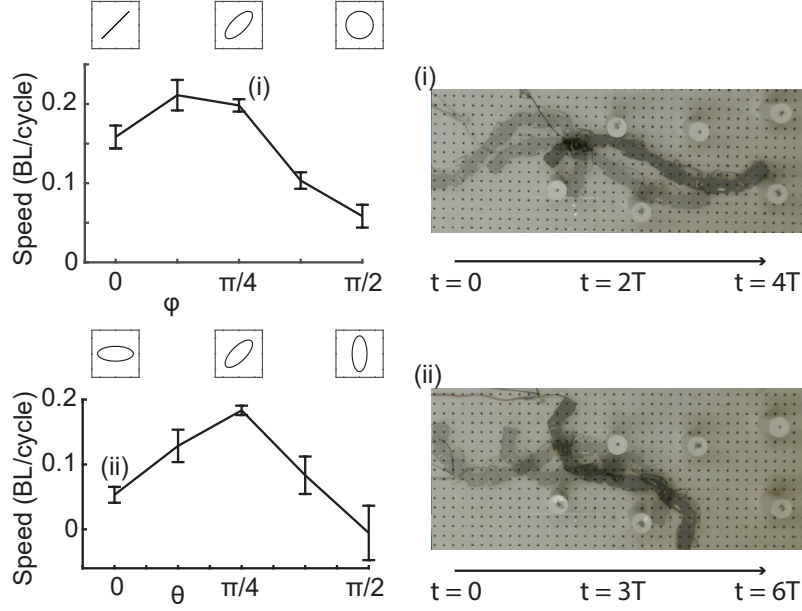 Speed (BL/cycle)
0.2
0.1
0
(i)
0
π/4
π/2
φ
(i)
t = 0
t = 2T
t = 4T
Speed (BL/cycle)
0.2
0.1
0
(ii)
0
π/4
π/2
θ
(ii)
t = 0
t = 3T
t = 6T